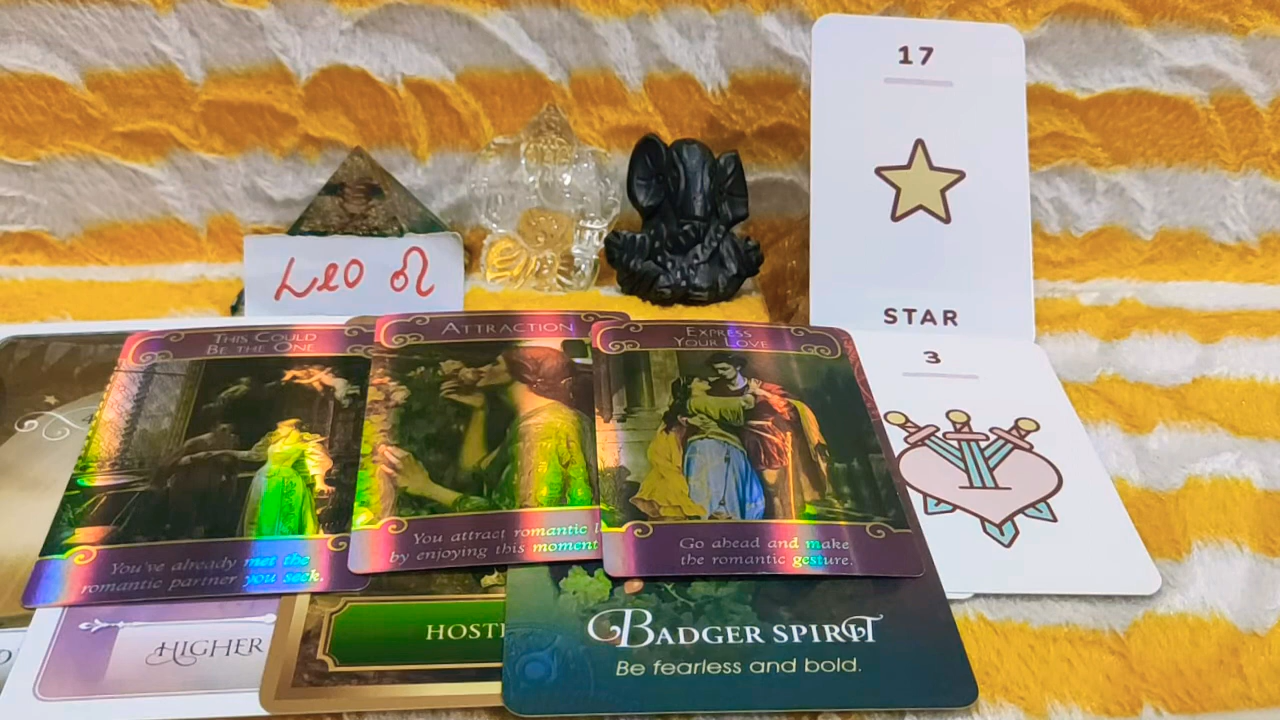 17
STAR
LEO ♌
3
THIS COULD
BE THE ONE
You've already met the
romantic partner you seek.
ATTRACTION
You attract romantic
by enjoying this moment
EXPRESS
YOUR LOVE
Go ahead and make
the romantic gesture.
HIGHER
BADGER SPIRIT
Be fearless and bold.